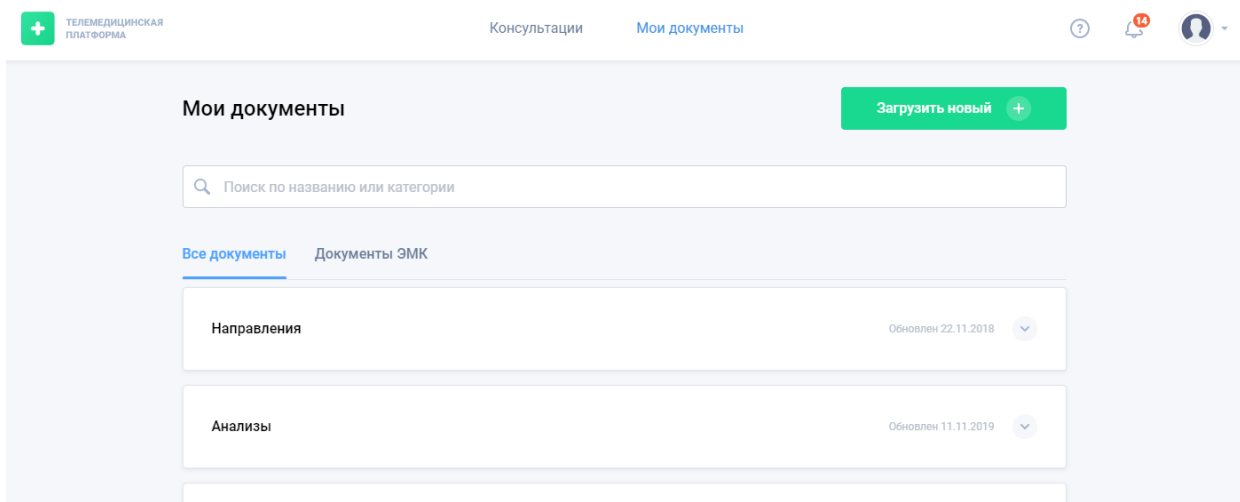 ТЕЛЕМЕДИЦИНСКАЯ
ПЛАТФОРМА
Консультации
Мои документы
?
14
Мои документы
Загрузить новый +
Поиск по названию или категории
Все документы
Документы ЭМК
Направления
Обновлен 22.11.2018
Анализы
Обновлен 11.11.2019